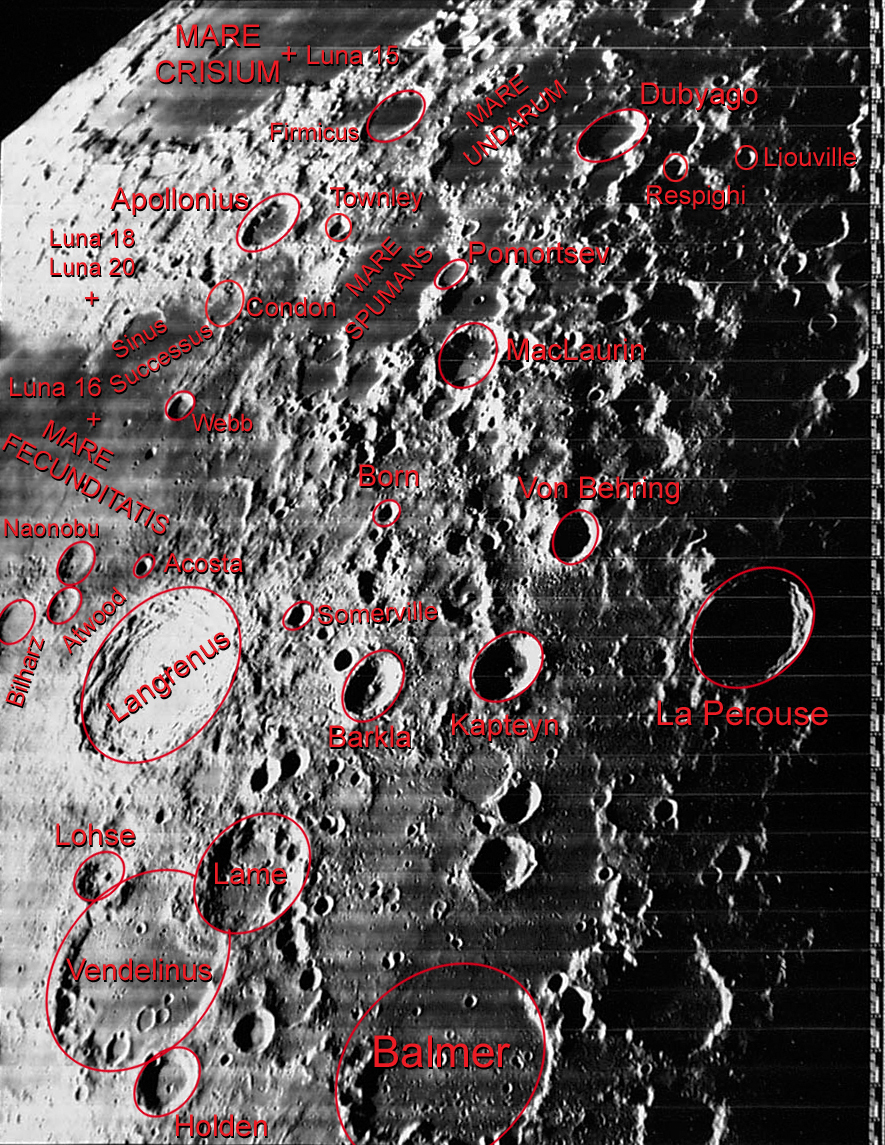 MARE
CRISIUM
+ Luna 15
Firmicus
MARE
UNDARUM
Dubyago
Liouville
Respighi
Apollonius
Townley
Luna 18
Luna 20
+
MARE
SPUMANS
Pomortsev
Condon
Sinus
Successus
MacLaurin
Luna 16
+
Webb
MARE
FECUNDITATIS
Born
Von Behring
Naonobu
Acosta
Atwood
Bilharz
Somerville
Langrenus
Barkla
Kapteyn
La Perouse
Lohse
Lame
Vendelinus
Balmer
Holden